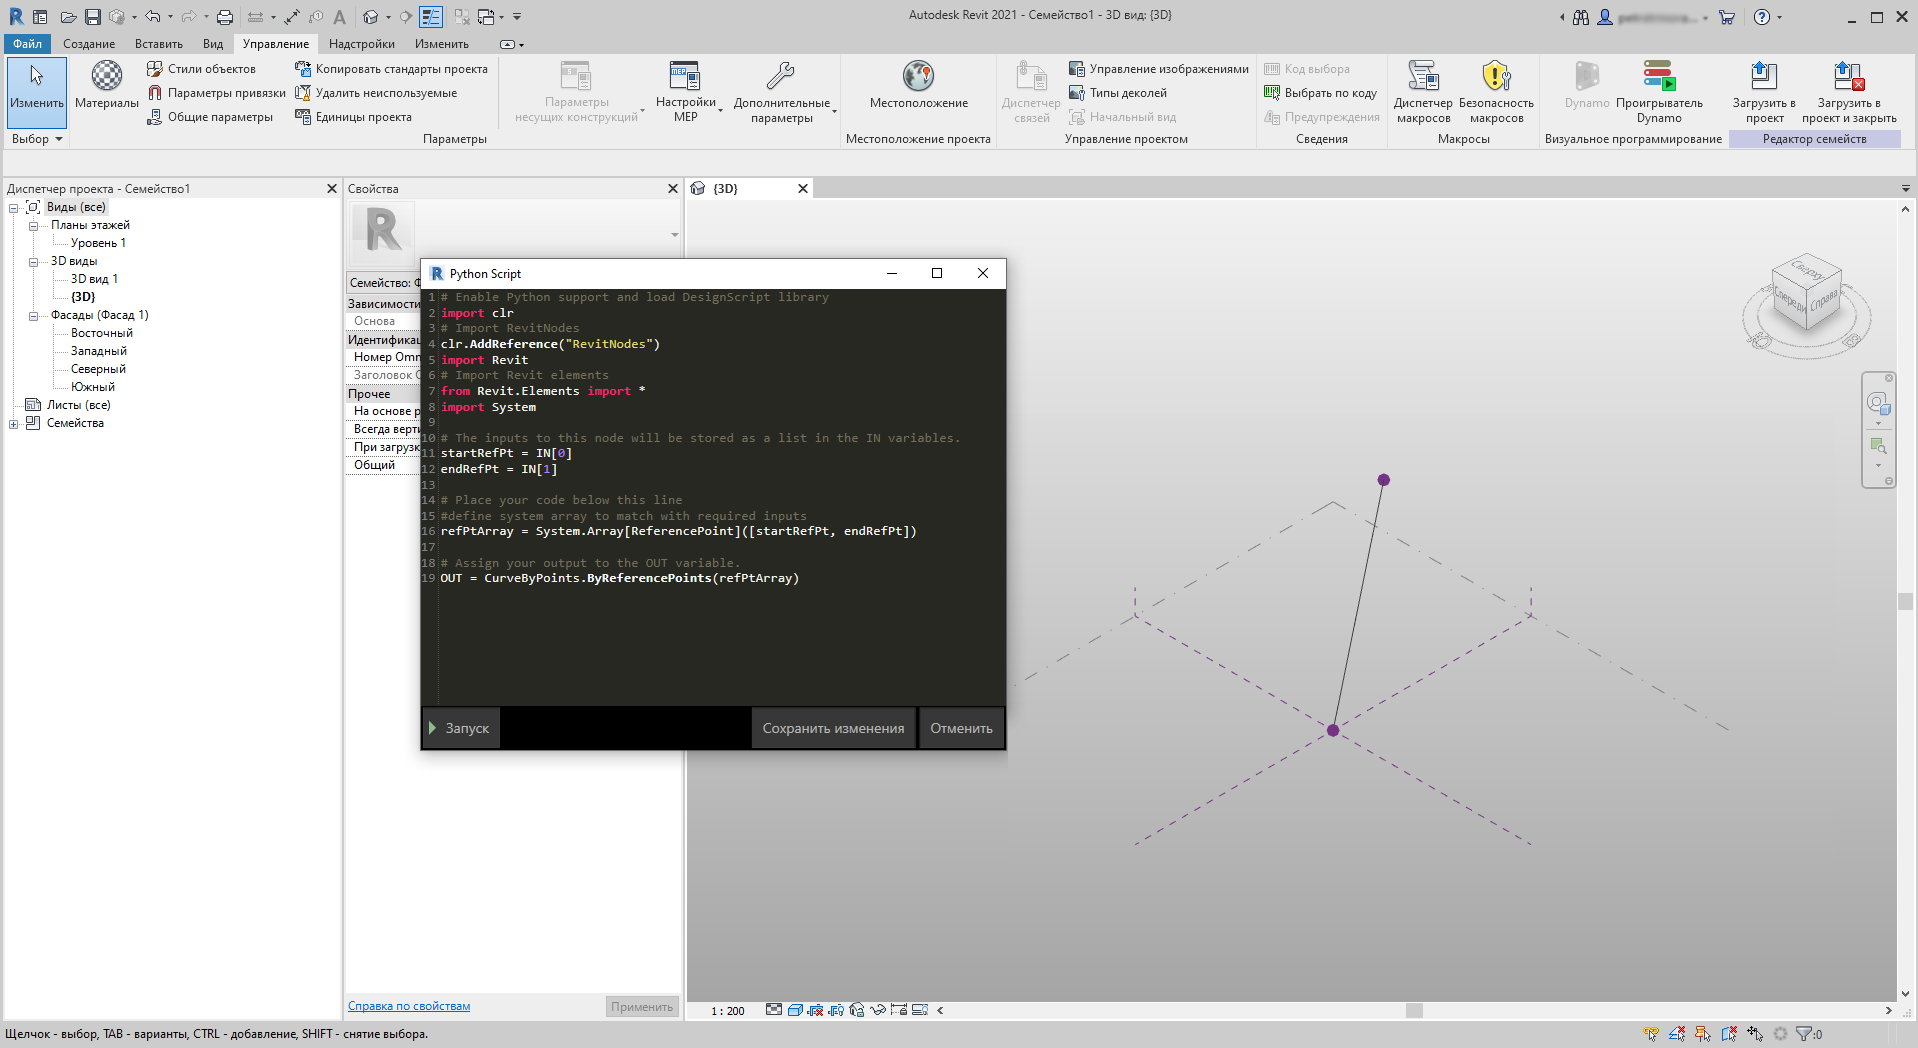 Autodesk Revit 2021 - Семейство1 - 3D вид: {3D}
Файл Создание Вставить Вид Управление Надстройки Изменить
Изменить
Выбор
Материалы
Стили объектов
Параметры привязки
Общие параметры
Копировать стандарты проекта
Удалить неиспользуемые
Единицы проекта
Параметры несущих конструкций
Настройки MEP
Дополнительные параметры
Параметры
Местоположение
Местоположение проекта
Диспетчер связей
Управление изображениями
Типы деколей
Начальный вид
Управление проектом
Код выбора
Выбрать по коду
Предупреждения
Сведения
Диспетчер макросов
Безопасность макросов
Макросы
Dynamo
Проигрыватель Dynamo
Визуальное программирование
Загрузить в проект
Загрузить в проект и закрыть
Редактор семейств
Диспетчер проекта - Семейство1
Виды (все)
Планы этажей
Уровень 1
3D виды
3D вид 1
{3D}
Фасады (Фасад 1)
Восточный
Западный
Северный
Южный
Листы (все)
Семейства
Свойства
R
Семейство:
Зависимости
Основа
Идентификац
Номер Omn
Заголовок
Прочее
На основе р
Всегда верти
При загрузк
Общий
Справка по свойствам
Применить
{3D}
Python Script
1 # Enable Python support and load DesignScript library
2 import clr
3 # Import RevitNodes
4 clr.AddReference("RevitNodes")
5 import Revit
6 # Import Revit elements
7 from Revit.Elements import *
8 import System
9
10 # The inputs to this node will be stored as a list in the IN variables.
11 startRefPt = IN[0]
12 endRefPt = IN[1]
13
14 # Place your code below this line
15 #define system array to match with required inputs
16 refPtArray = System.Array[ReferencePoint]([startRefPt, endRefPt])
17
18 # Assign your output to the OUT variable.
19 OUT = CurveByPoints.ByReferencePoints(refPtArray)
Запуск
Сохранить изменения
Отменить
Сверху
Спереди
Справа
Ю
В
1 : 200
Щелчок - выбор, TAB - варианты, CTRL - добавление, SHIFT - снятие выбора.
:0